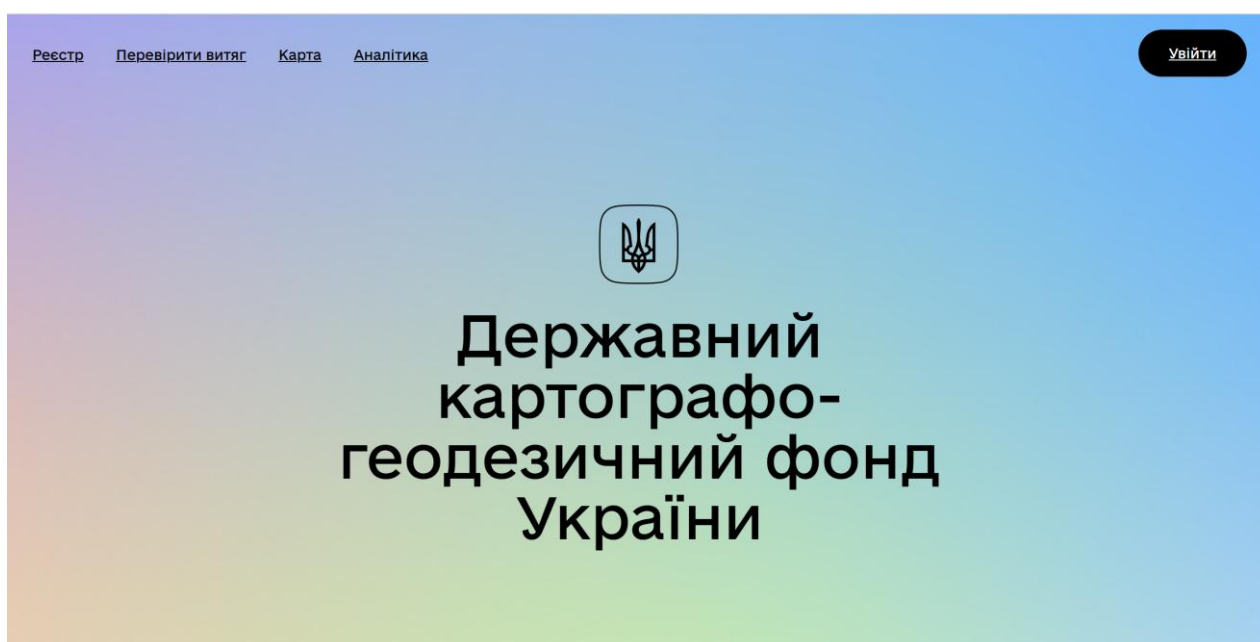 Реєстр Перевірити витяг Карта Аналітика Увійти
Державний
картографо-
геодезичний фонд
України